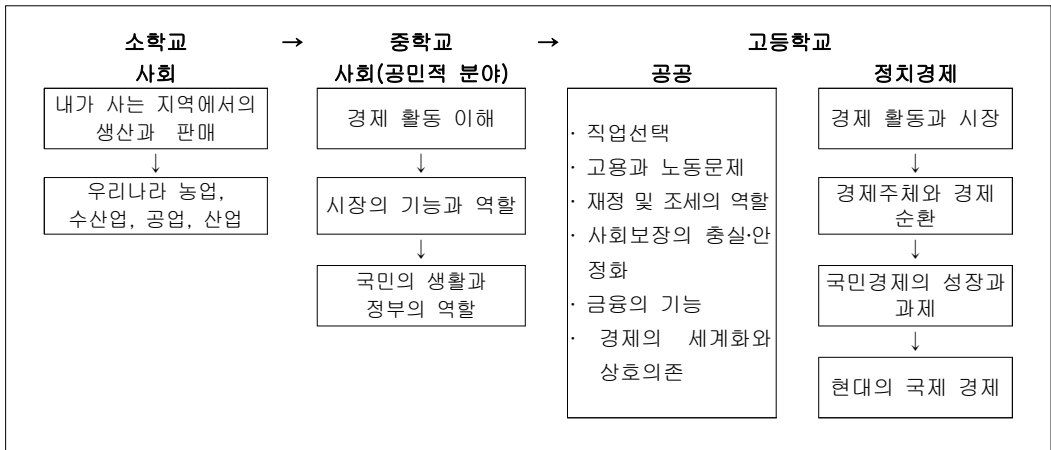 소학교 → 중학교 → 고등학교
사회
내가 사는 지역에서의
생산과 판매
↓
우리나라 농업,
수산업, 공업, 산업
사회(공민적 분야)
경제 활동 이해
↓
시장의 기능과 역할
↓
국민의 생활과
정부의 역할
공공
· 직업선택
· 고용과 노동문제
· 재정 및 조세의 역할
· 사회보장의 충실·안
정화
· 금융의 기능
· 경제의 세계화와
상호의존
정치경제
경제 활동과 시장
↓
경제주체와 경제
순환
↓
국민경제의 성장과
과제
↓
현대의 국제 경제